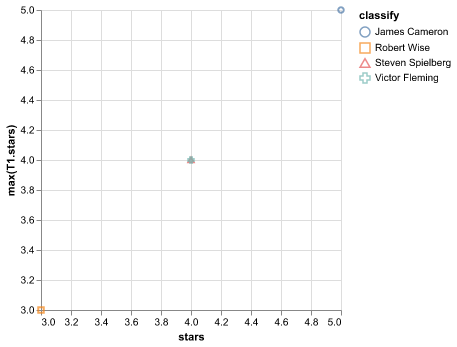 classify
James Cameron
Robert Wise
Steven Spielberg
Victor Fleming
5.0
4.8
4.6
4.4
4.2
4.0
3.8
3.6
3.4
3.2
3.0
max(T1.stars)
3.0 3.2 3.4 3.6 3.8 4.0 4.2 4.4 4.6 4.8 5.0
stars